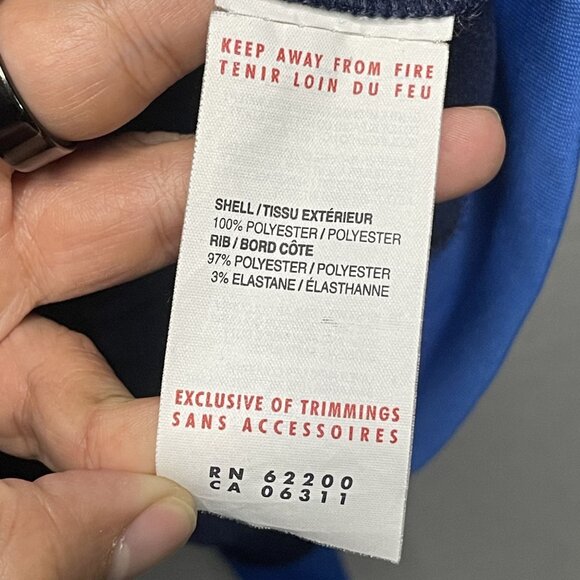 KEEP AWAY FROM FIRE
TENIR LOIN DU FEU
SHELL / TISSU EXTÉRIEUR
100% POLYESTER / POLYESTER
RIB / BORD CÔTE
97% POLYESTER / POLYESTER
3% ELASTANE / ÉLASTHANNE
EXCLUSIVE OF TRIMMINGS
SANS ACCESSOIRES
RN 62200
CA 06311